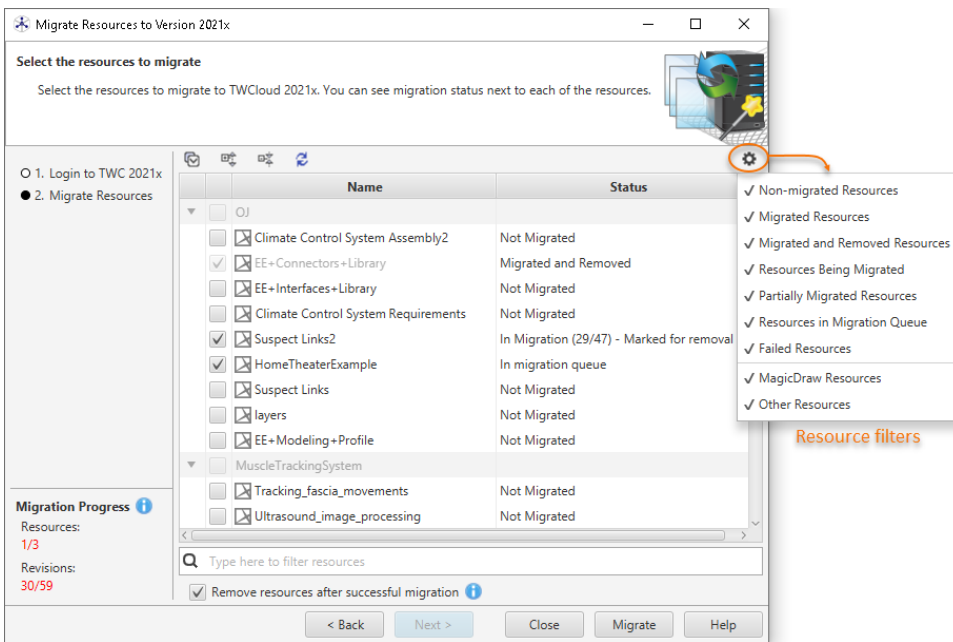 Migrate Resources to Version 2021x
Select the resources to migrate
Select the resources to migrate to TWCloud 2021x. You can see migration status next to each of the resources.
1. Login to TWC 2021x
2. Migrate Resources
Name Status
OJ
Climate Control System Assembly2 Not Migrated
EE+Connectors+Library Migrated and Removed
EE+Interfaces+Library Not Migrated
Climate Control System Requirements Not Migrated
Suspect Links2 In Migration (29/47) - Marked for removal
HomeTheaterExample In migration queue
Suspect Links Not Migrated
layers Not Migrated
EE+Modeling+Profile Not Migrated
MuscleTrackingSystem
Tracking_fascia_movements Not Migrated
Ultrasound_image_processing Not Migrated
Non-migrated Resources
Migrated Resources
Migrated and Removed Resources
Resources Being Migrated
Partially Migrated Resources
Resources in Migration Queue
Failed Resources
MagicDraw Resources
Other Resources
Resource filters
Migration Progress
Resources:
1/3
Revisions:
30/59
Type here to filter resources
Remove resources after successful migration
< Back Next > Close Migrate Help